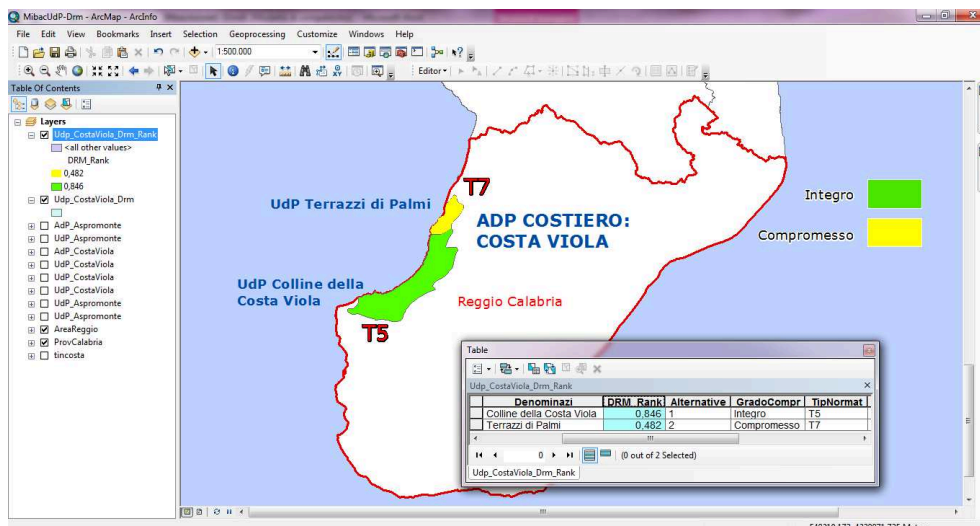 MibacUdP-Drm - ArcMap - ArcInfo
File Edit View Bookmarks Insert Selection Geoprocessing Customize Windows Help
1:500.000
Editor
Table Of Contents
Layers
Udp_CostaViola_Drm_Rank
<all other values>
DRM_Rank
0,482
0,846
Udp_CostaViola_Drm
AdP_Aspromonte
UdP_Aspromonte
AdP_CostaViola
UdP_CostaViola
UdP_CostaViola
UdP_CostaViola
UdP_Aspromonte
UdP_Aspromonte
AreaReggio
ProvCalabria
tincosta
T7
UdP Terrazzi di Palmi
ADP COSTIERO:
COSTA VIOLA
UdP Colline della
Costa Viola
Reggio Calabria
T5
Integro
Compromesso
Table
Udp_CostaViola_Drm_Rank
Denominazi DRM_Rank Alternative GradoCompr TipNormat
Colline della Costa Viola 0,846 1 Integro T5
Terrazzi di Palmi 0,482 2 Compromesso T7
0 (0 out of 2 Selected)
Udp_CostaViola_Drm_Rank